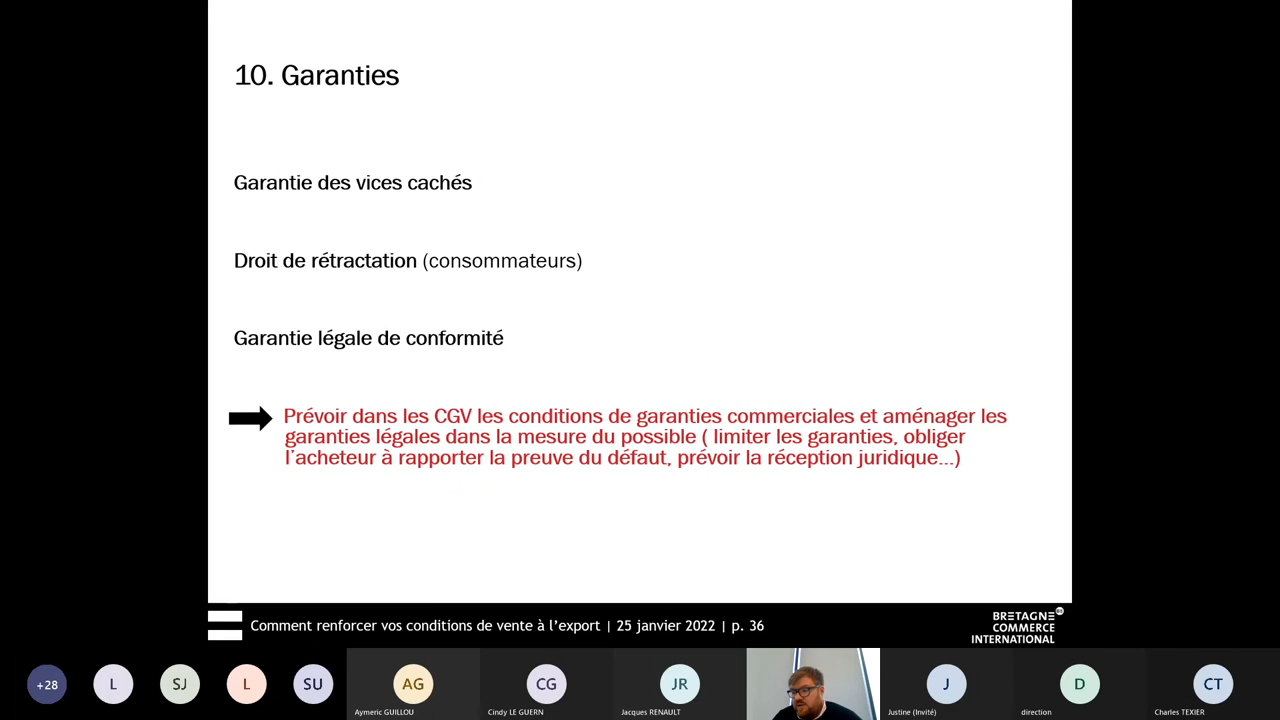 10. Garanties
Garantie des vices cachés
Droit de rétractation (consommateurs)
Garantie légale de conformité
Prévoir dans les CGV les conditions de garanties commerciales et aménager les
garanties légales dans la mesure du possible ( limiter les garanties, obliger
l'acheteur à rapporter la preuve du défaut, prévoir la réception juridique...)
Comment renforcer vos conditions de vente à l'export | 25 janvier 2022 | p. 36
BRETAGNE
COMMERCE
INTERNATIONAL
+28
L
SJ
L
SU
AG
Aymeric GUILLOU
CG
Cindy LE GUERN
JR
Jacques RENAULT
J
Justine (Invité)
D
direction
CT
Charles TEXIER